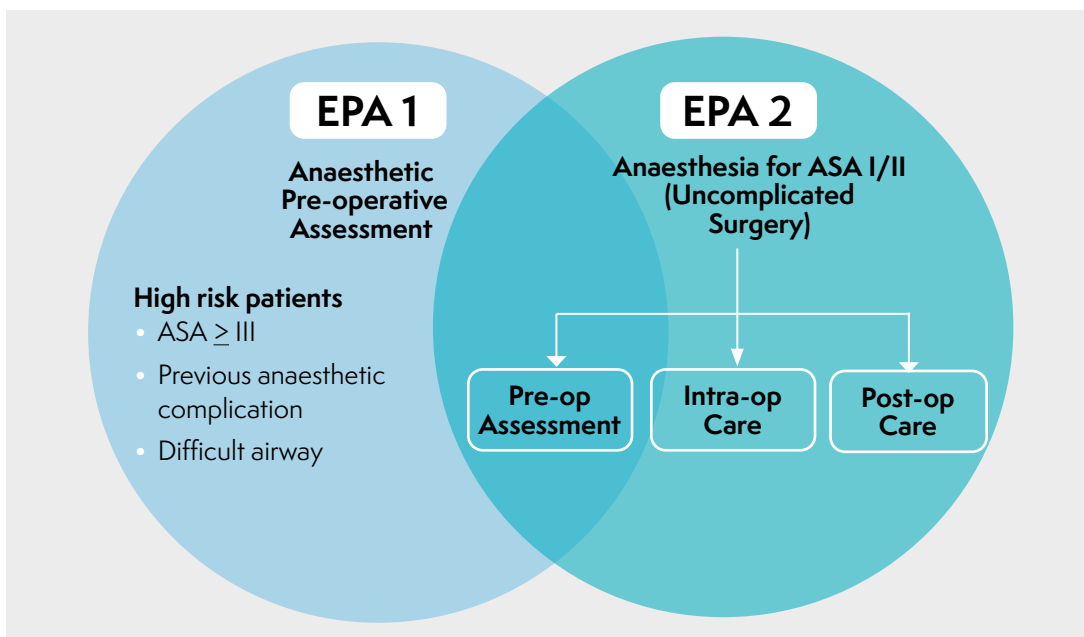 EPA 1
Anaesthetic
Pre-operative
Assessment
High risk patients
• ASA ≥ III
• Previous anaesthetic
complication
• Difficult airway
EPA 2
Anaesthesia for ASA I/II
(Uncomplicated
Surgery)
Pre-op
Assessment
Intra-op
Care
Post-op
Care